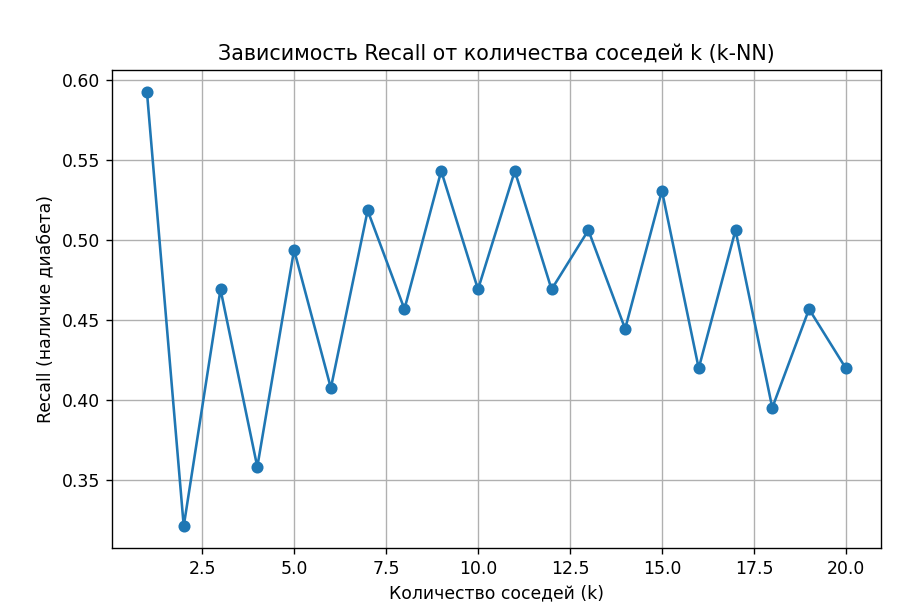 Зависимость Recall от количества соседей k (k-NN)
Recall (наличие диабета)
0.60
0.55
0.50
0.45
0.40
0.35
2.5 5.0 7.5 10.0 12.5 15.0 17.5 20.0
Количество соседей (k)